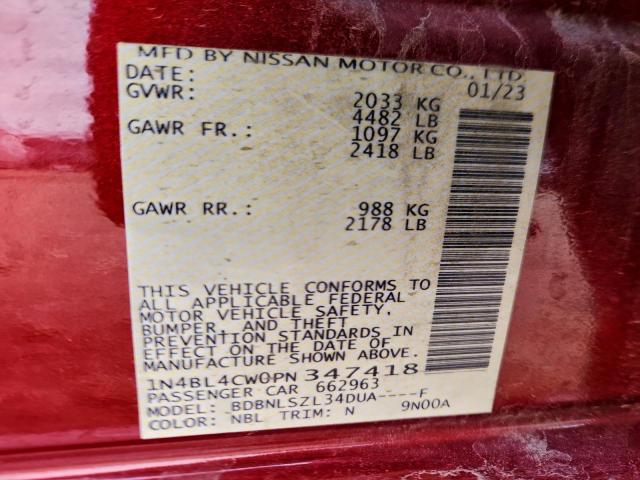 MFD BY NISSAN MOTOR CO., LTD.
DATE: 01/23
GVWR: 2033 KG
4482 LB
GAWR FR.: 1097 KG
2418 LB
GAWR RR.: 988 KG
2178 LB
THIS VEHICLE CONFORMS TO
ALL APPLICABLE FEDERAL
MOTOR VEHICLE SAFETY,
BUMPER, AND THEFT
PREVENTION STANDARDS IN
EFFECT ON THE DATE OF
MANUFACTURE SHOWN ABOVE.
1N4BL4CW0PN347418
PASSENGER CAR 662963
MODEL: BDBNLSZL34DUA----F
COLOR: NBL TRIM: N 9N00A